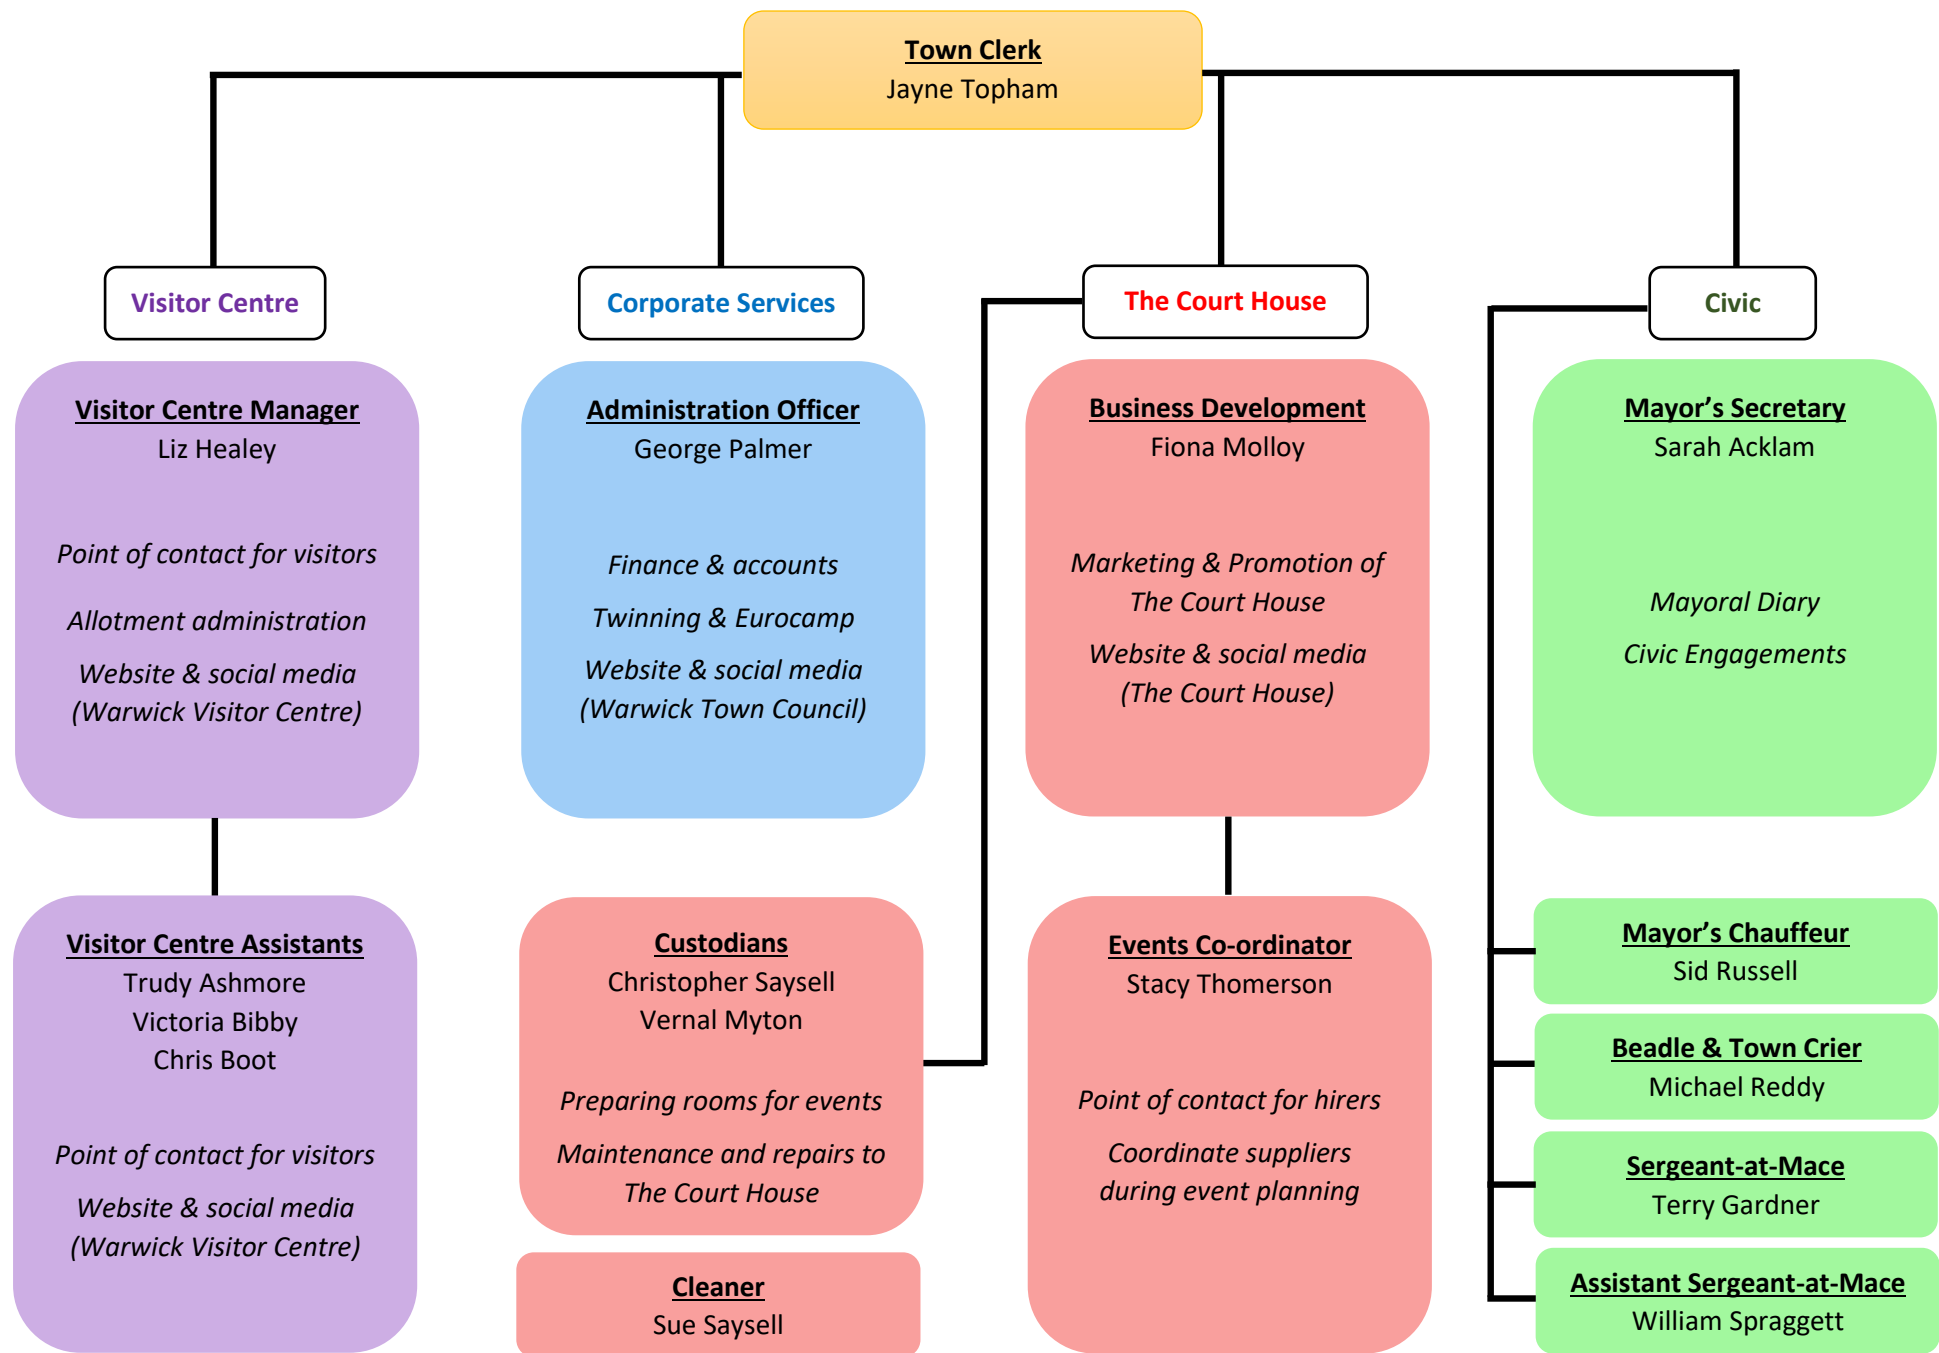 Town Clerk
Jayne Topham
Visitor Centre
Corporate Services
The Court House
Civic
Visitor Centre Manager
Liz Healey
Point of contact for visitors
Allotment administration
Website & social media
(Warwick Visitor Centre)
Administration Officer
George Palmer
Finance & accounts
Twinning & Eurocamp
Website & social media
(Warwick Town Council)
Business Development
Fiona Molloy
Marketing & Promotion of
The Court House
Website & social media
(The Court House)
Mayor’s Secretary
Sarah Acklam
Mayoral Diary
Civic Engagements
Visitor Centre Assistants
Trudy Ashmore
Victoria Bibby
Chris Boot
Point of contact for visitors
Website & social media
(Warwick Visitor Centre)
Custodians
Christopher Saysell
Vernal Myton
Preparing rooms for events
Maintenance and repairs to
The Court House
Cleaner
Sue Saysell
Events Co-ordinator
Stacy Thomerson
Point of contact for hirers
Coordinate suppliers
during event planning
Mayor’s Chauffeur
Sid Russell
Beadle & Town Crier
Michael Reddy
Sergeant-at-Mace
Terry Gardner
Assistant Sergeant-at-Mace
William Spraggett